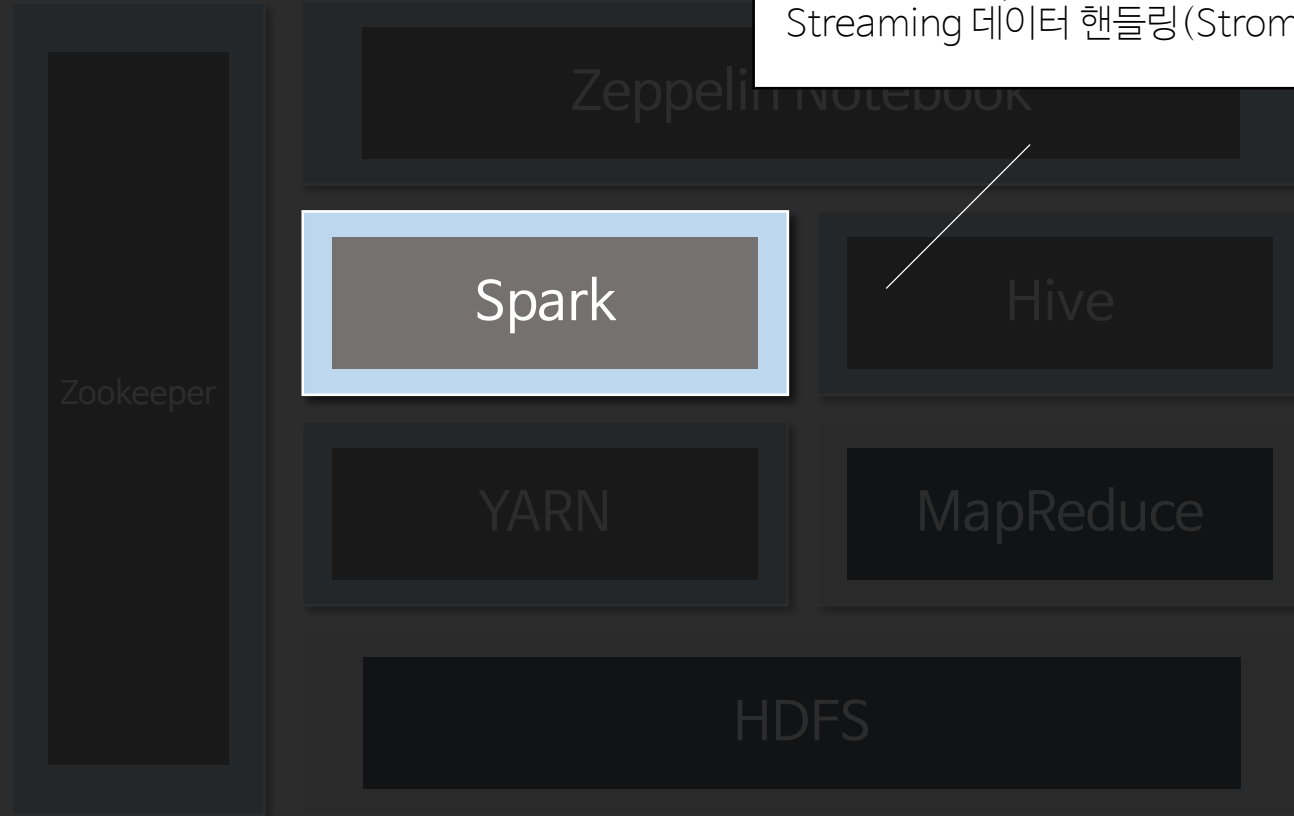 Streaming 데이터 핸들링(Strom
Zeppelin Notebook
Spark
Hive
Zookeeper
YARN
MapReduce
HDFS